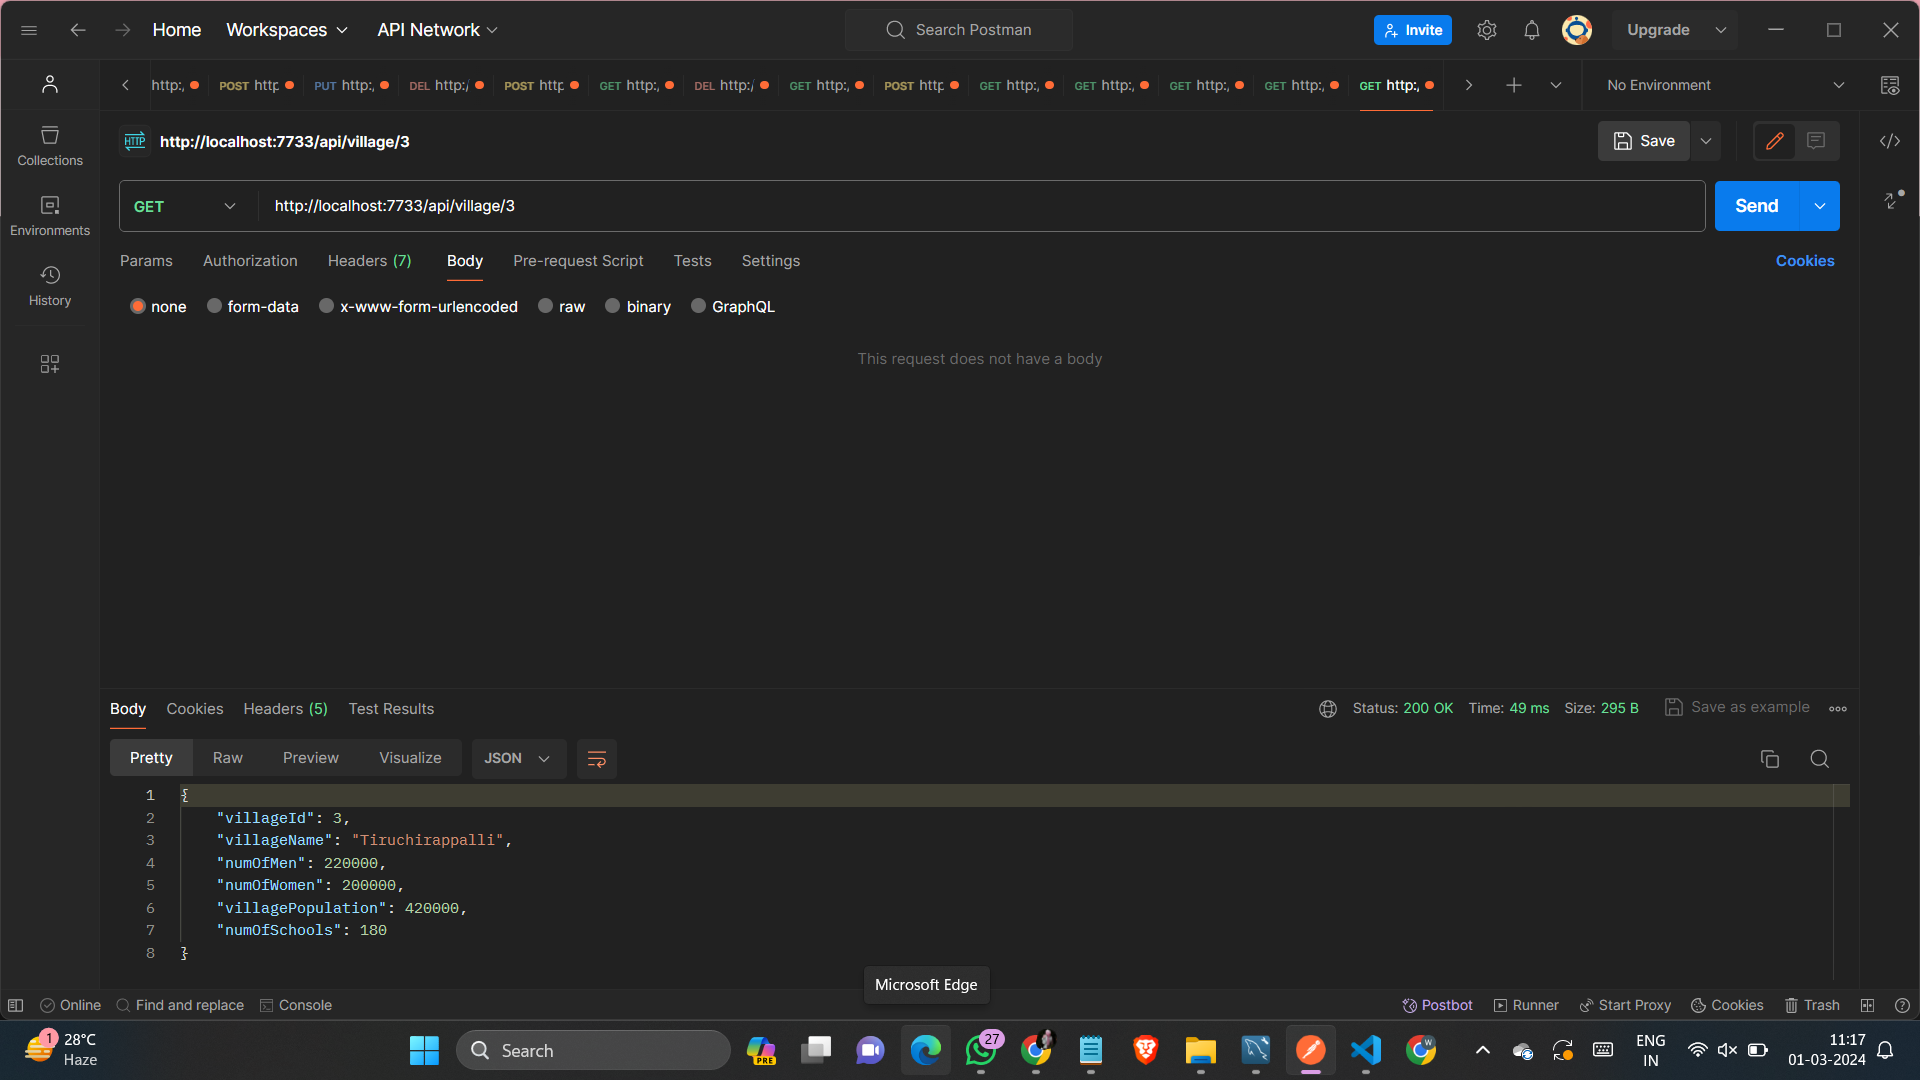 Home Workspaces API Network Search Postman Invite Upgrade
http:, POST http PUT http:, DEL http:/ POST http GET http:, DEL http:/ GET http:, POST http GET http:, GET http:, GET http:, GET http:, GET http:, No Environment
HTTP http://localhost:7733/api/village/3 Save
Collections
GET http://localhost:7733/api/village/3 Send
Environments
Params Authorization Headers (7) Body Pre-request Script Tests Settings Cookies
History
none form-data x-www-form-urlencoded raw binary GraphQL
This request does not have a body
Body Cookies Headers (5) Test Results Status: 200 OK Time: 49 ms Size: 295 B Save as example
Pretty Raw Preview Visualize JSON
1 {
2 "villageId": 3,
3 "villageName": "Tiruchirappalli",
4 "numOfMen": 220000,
5 "numOfWomen": 200000,
6 "villagePopulation": 420000,
7 "numOfSchools": 180
8 }
Microsoft Edge
Online Find and replace Console Postbot Runner Start Proxy Cookies Trash
1 28°C
Haze
Search
PRE
27
W
ENG
IN
11:17
01-03-2024